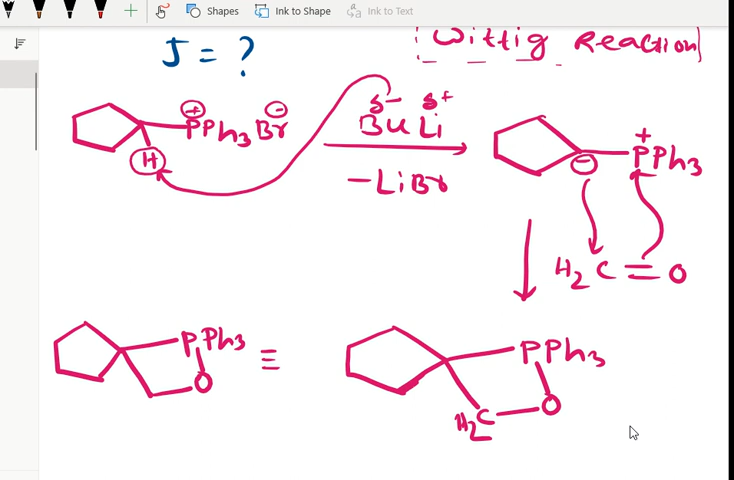 Shapes
Ink to Shape
Ink to Text
J = ?
Wittig Reaction
+
PPh3
-
Br
H
δ- δ+
BuLi
-LiBr
-
+
PPh3
H2C=O
PPh3
O
≡
PPh3
O
H2C